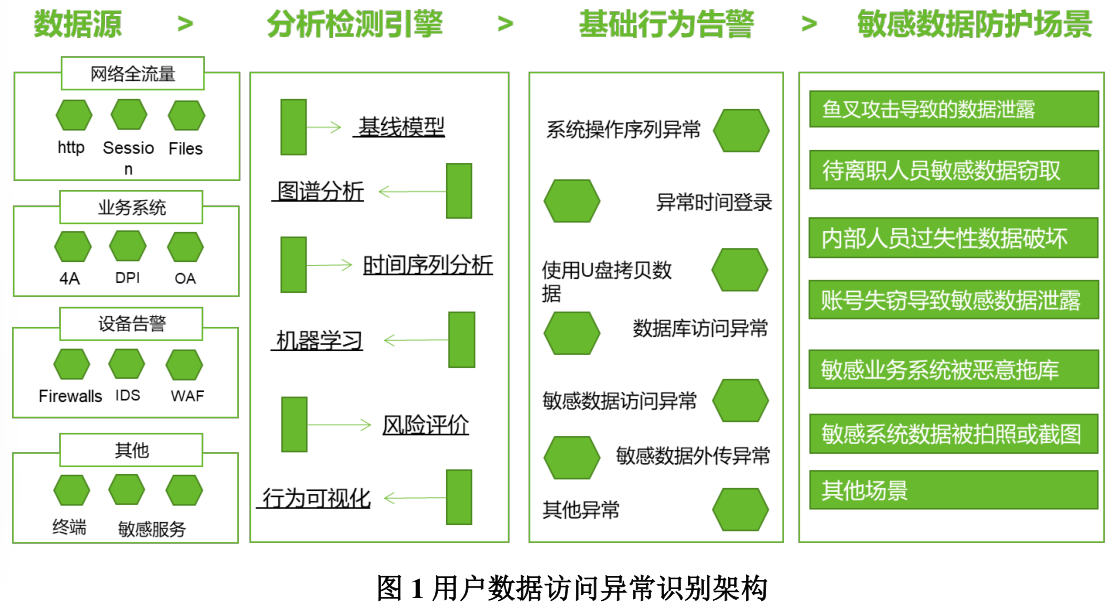 数据源 > 分析检测引擎 > 基础行为告警 > 敏感数据防护场景
网络全流量
http Sessio Files
n
业务系统
4A DPI OA
设备告警
Firewalls IDS WAF
其他
终端 敏感服务
基线模型
图谱分析
时间序列分析
机器学习
风险评价
行为可视化
系统操作序列异常
异常时间登录
使用U盘拷贝数
据
数据库访问异常
敏感数据访问异常
敏感数据外传异常
其他异常
鱼叉攻击导致的数据泄露
待离职人员敏感数据窃取
内部人员过失性数据破坏
账号失窃导致敏感数据泄露
敏感业务系统被恶意拖库
敏感系统数据被拍照或截图
其他场景
图 1 用户数据访问异常识别架构